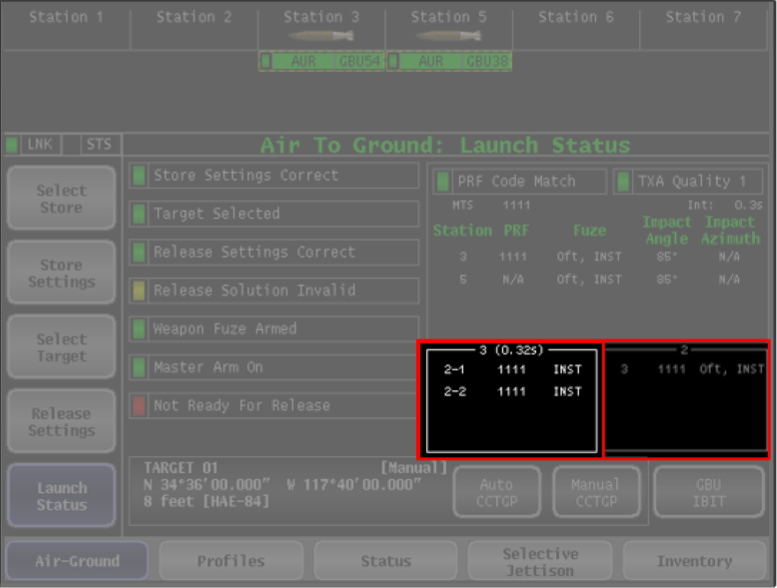 Station 1 Station 2 Station 3 Station 5 Station 6 Station 7
AUR GBU54 AUR GBU38
LNK STS Air To Ground: Launch Status
Select
Store
Store
Settings
Select
Target
Release
Settings
Launch
Status
Store Settings Correct
Target Selected
Release Settings Correct
Release Solution Invalid
Weapon Fuze Armed
Master Arm On
Not Ready For Release
PRF Code Match TXA Quality 1
MTS 1111 Int: 0.3s
Station PRF Fuze Impact Angle Impact Azimuth
3 1111 0ft, INST 85° N/A
5 N/A 0ft, INST 85° N/A
3 (0.32s)
2-1 1111 INST
2-2 1111 INST
2
3 1111 0ft, INST
TARGET 01 [Manual]
N 34°36'00.000" W 117°40'00.000"
8 feet [HAE-84]
Auto
CCTGP
Manual
CCTGP
GBU
IBIT
Air-Ground Profiles Status Selective Jettison Inventory